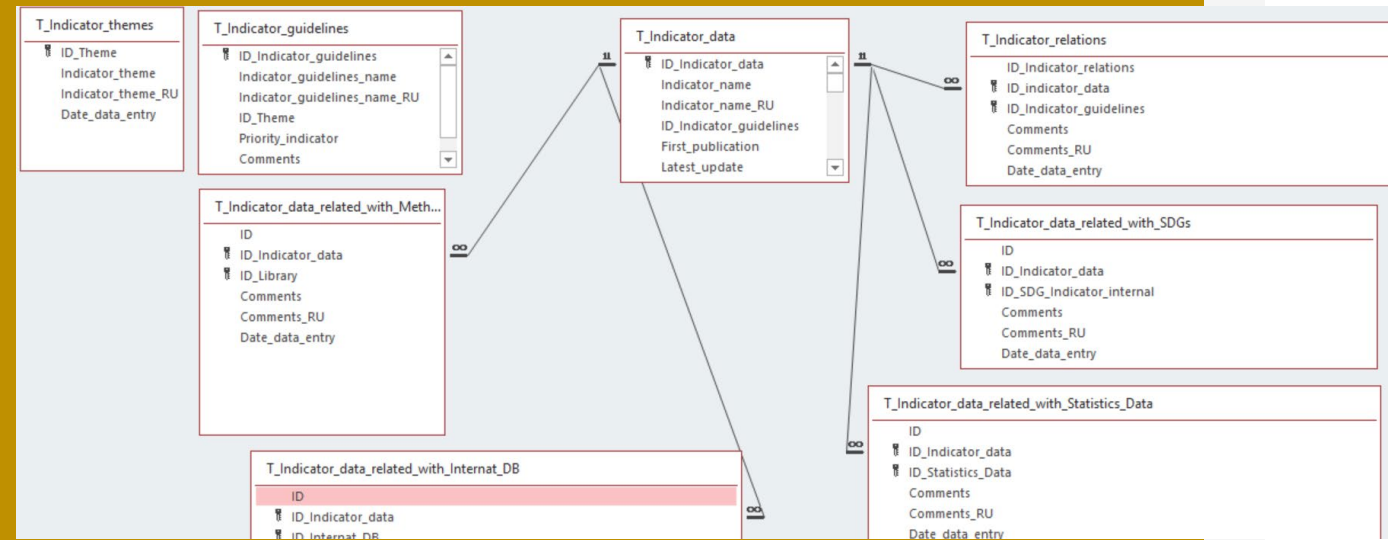 T_Indicator_themes
ID_Theme
Indicator_theme
Indicator_theme_RU
Date_data_entry
T_Indicator_guidelines
ID_Indicator_guidelines
Indicator_guidelines_name
Indicator_guidelines_name_RU
ID_Theme
Priority_indicator
Comments
T_Indicator_data
ID_Indicator_data
Indicator_name
Indicator_name_RU
ID_Indicator_guidelines
First_publication
Latest_update
T_Indicator_relations
ID_Indicator_relations
ID_indicator_data
ID_Indicator_guidelines
Comments
Comments_RU
Date_data_entry
T_Indicator_data_related_with_Meth...
ID
ID_Indicator_data
ID_Library
Comments
Comments_RU
Date_data_entry
T_Indicator_data_related_with_SDGs
ID
ID_Indicator_data
ID_SDG_Indicator_internal
Comments
Comments_RU
Date_data_entry
T_Indicator_data_related_with_Statistics_Data
ID
ID_Indicator_data
ID_Statistics_Data
Comments
Comments_RU
Date_data_entry
T_Indicator_data_related_with_Internat_DB
ID
ID_Indicator_data
ID_Internat_DB
1
1
∞
∞
∞
∞
∞